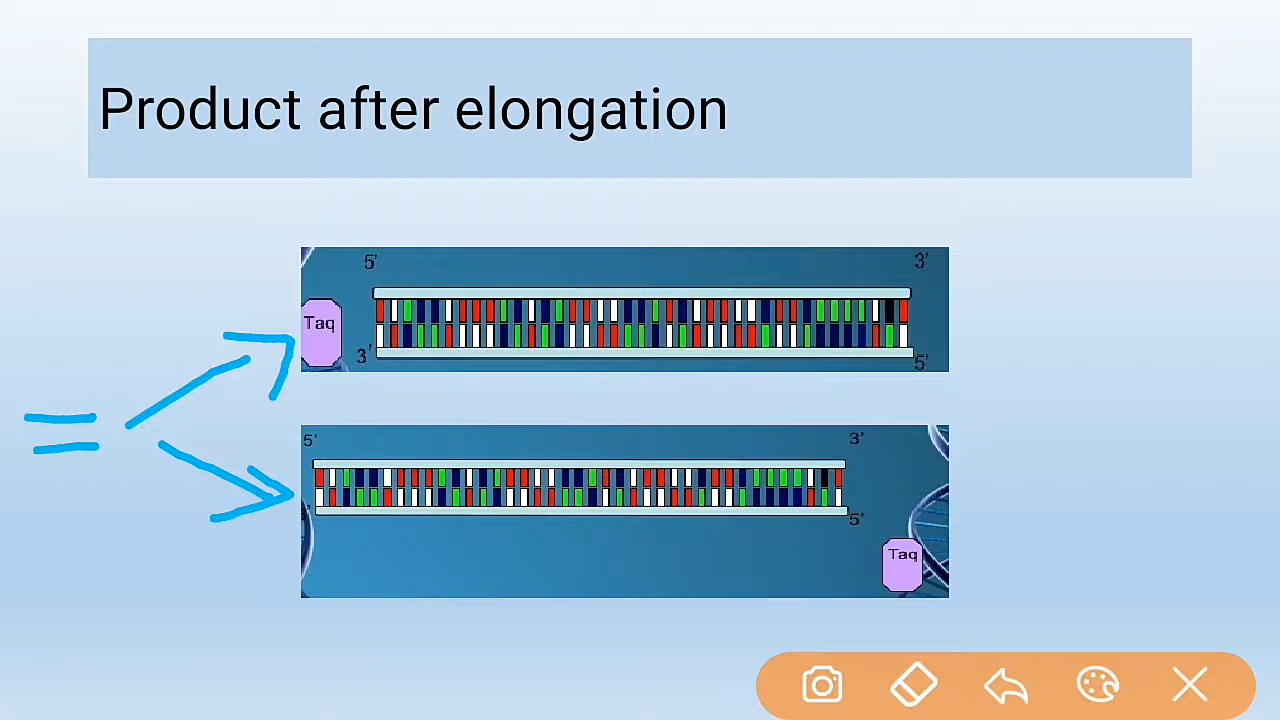 Product after elongation
5' 3'
Taq
3' 5'
5' 3'
5'
Taq